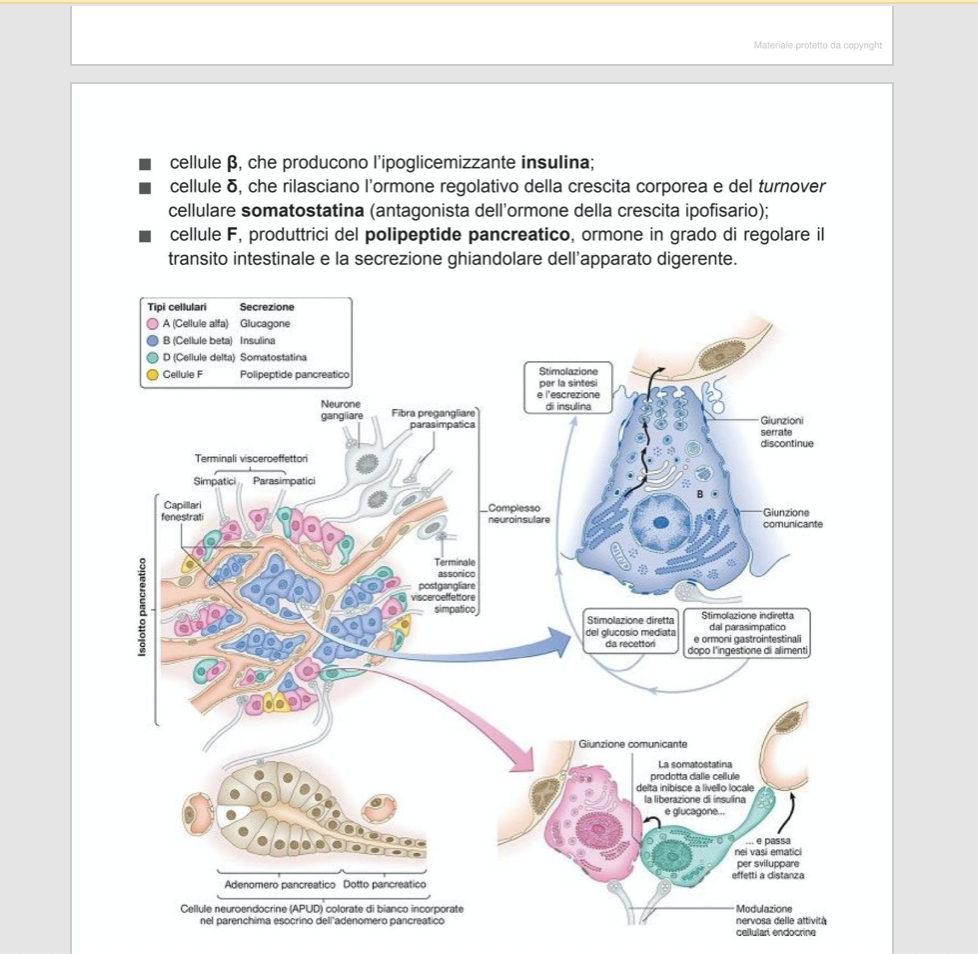 Materiale protetto da copyright
■ cellule β, che producono l'ipoglicemizzante insulina;
■ cellule δ, che rilasciano l'ormone regolativo della crescita corporea e del turnover
cellulare somatostatina (antagonista dell'ormone della crescita ipofisario);
■ cellule F, produttrici del polipeptide pancreatico, ormone in grado di regolare il
transito intestinale e la secrezione ghiandolare dell'apparato digerente.
Tipi cellulari Secrezione
A (Cellule alfa) Glucagone
B (Cellule beta) Insulina
D (Cellule delta) Somatostatina
Cellule F Polipeptide pancreatico
Neurone
gangliare
Fibra pregangliare
parasimpatica
Terminali visceroeffettori
Simpatici Parasimpatici
Capillari
fenestrati
Complesso
neuroinsulare
Terminale
assonico
postgangliare
visceroeffettore
simpatico
Isolotto pancreatico
Stimolazione
per la sintesi
e l'escrezione
di insulina
Giunzioni
serrate
discontinue
B
Giunzione
comunicante
Stimolazione diretta
del glucosio mediata
da recettori
Stimolazione indiretta
dal parasimpatico
e ormoni gastrointestinali
dopo l'ingestione di alimenti
Giunzione comunicante
La somatostatina
prodotta dalle cellule
delta inibisce a livello locale
la liberazione di insulina
e glucagone...
... e passa
nei vasi ematici
per sviluppare
effetti a distanza
Modulazione
nervosa delle attività
cellulari endocrine
Adenomero pancreatico Dotto pancreatico
Cellule neuroendocrine (APUD) colorate di bianco incorporate
nel parenchima esocrino dell'adenomero pancreatico